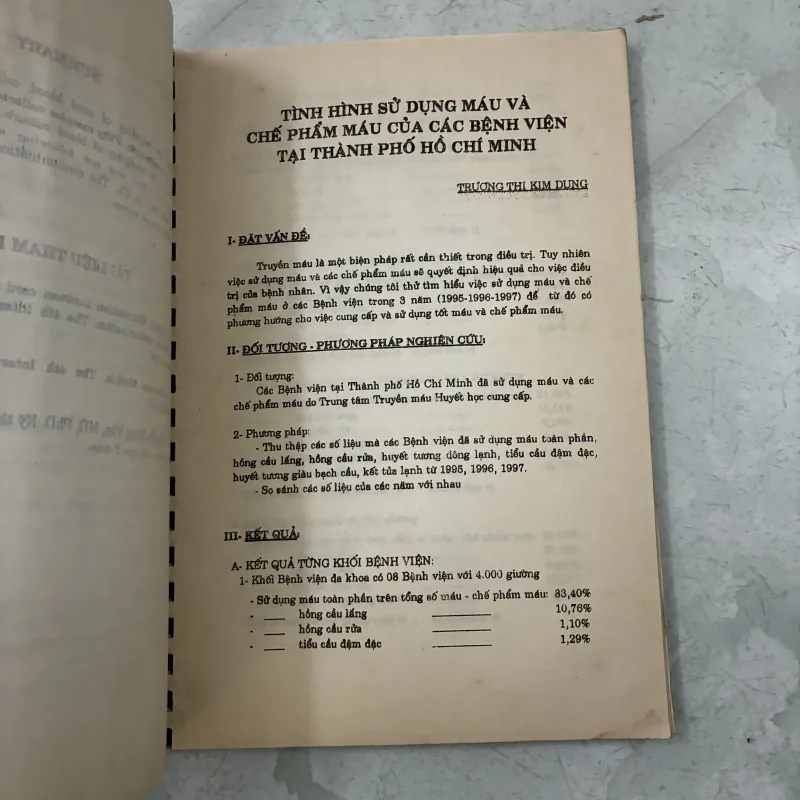 SUMMARY
TÀI LIỆU THAM
TÌNH HÌNH SỬ DỤNG MÁU VÀ
CHẾ PHẨM MÁU CỦA CÁC BỆNH VIỆN
TẠI THÀNH PHỐ HỒ CHÍ MINH
TRƯƠNG THỊ KIM DUNG
I- ĐẶT VẤN ĐỀ:
Truyền máu là một biện pháp rất cần thiết trong điều trị. Tuy nhiên
việc sử dụng máu và các chế phẩm máu sẽ quyết định hiệu quả cho việc điều
trị của bệnh nhân. Vì vậy chúng tôi thử tìm hiểu việc sử dụng máu và chế
phẩm máu ở các Bệnh viện trong 3 năm (1995-1996-1997) để từ đó có
phương hướng cho việc cung cấp và sử dụng tốt máu và chế phẩm máu.
II- ĐỐI TƯỢNG - PHƯƠNG PHÁP NGHIÊN CỨU:
1- Đối tượng:
Các Bệnh viện tại Thành phố Hồ Chí Minh đã sử dụng máu và các
chế phẩm máu do Trung tâm Truyền máu Huyết học cung cấp.
2- Phương pháp:
- Thu thập các số liệu mà các Bệnh viện đã sử dụng máu toàn phần,
hồng cầu lắng, hồng cầu rửa, huyết tương đông lạnh, tiểu cầu đậm đặc,
huyết tương giàu bạch cầu, kết tủa lạnh từ 1995, 1996, 1997.
- So sánh các số liệu của các năm với nhau
III- KẾT QUẢ:
A- KẾT QUẢ TỪNG KHỐI BỆNH VIỆN:
1- Khối Bệnh viện đa khoa có 08 Bệnh viện với 4.000 giường
- Sử dụng máu toàn phần trên tổng số máu - chế phẩm máu: 83,40%
- ___ hồng cầu lắng ________ 10,76%
- ___ hồng cầu rửa ________ 1,10%
- ___ tiểu cầu đậm đặc ________ 1,29%